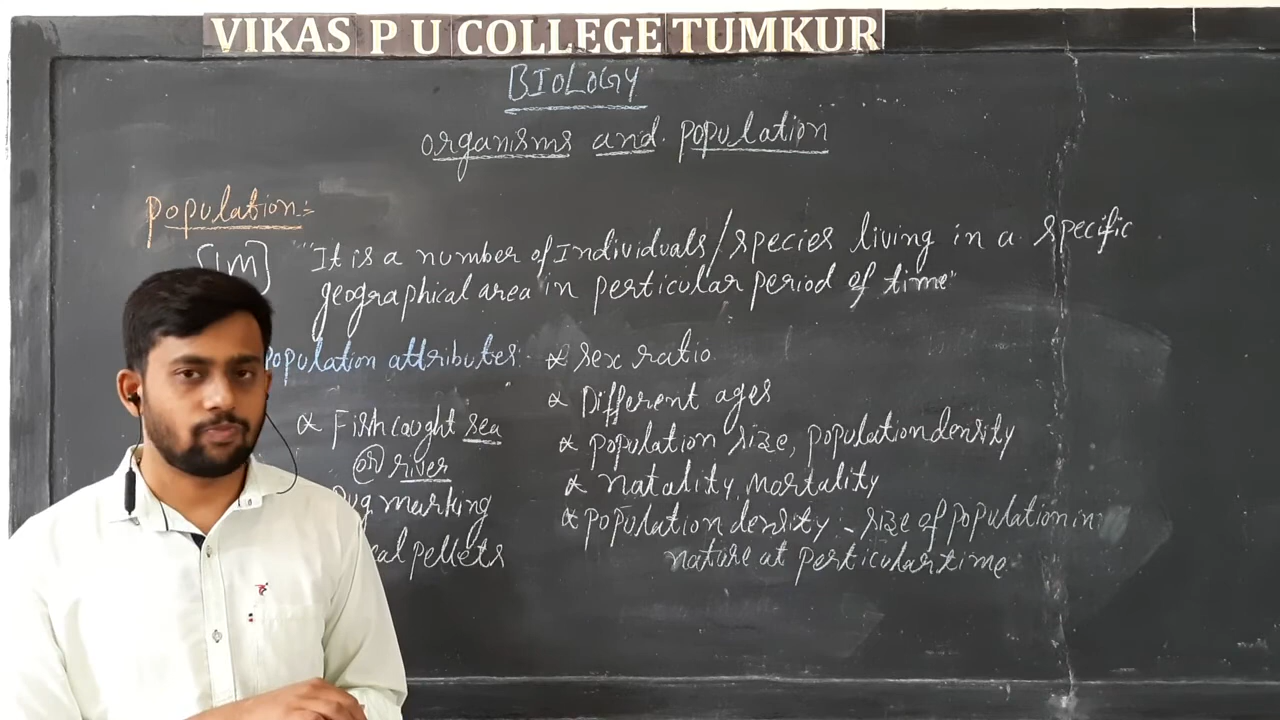 VIKAS P U COLLEGE TUMKUR
BIOLOGY
organisms and population
population:-
[1M] "It is a number of Individuals/species living in a specific
geographical area in perticular period of time"
population attributes:
∝ Fish caught sea
or river
Pug marking
pellets
∝ sex ratio
∝ Different ages
∝ population size, population density
∝ natality, Mortality
∝ population density :- size of population in
nature at perticular time